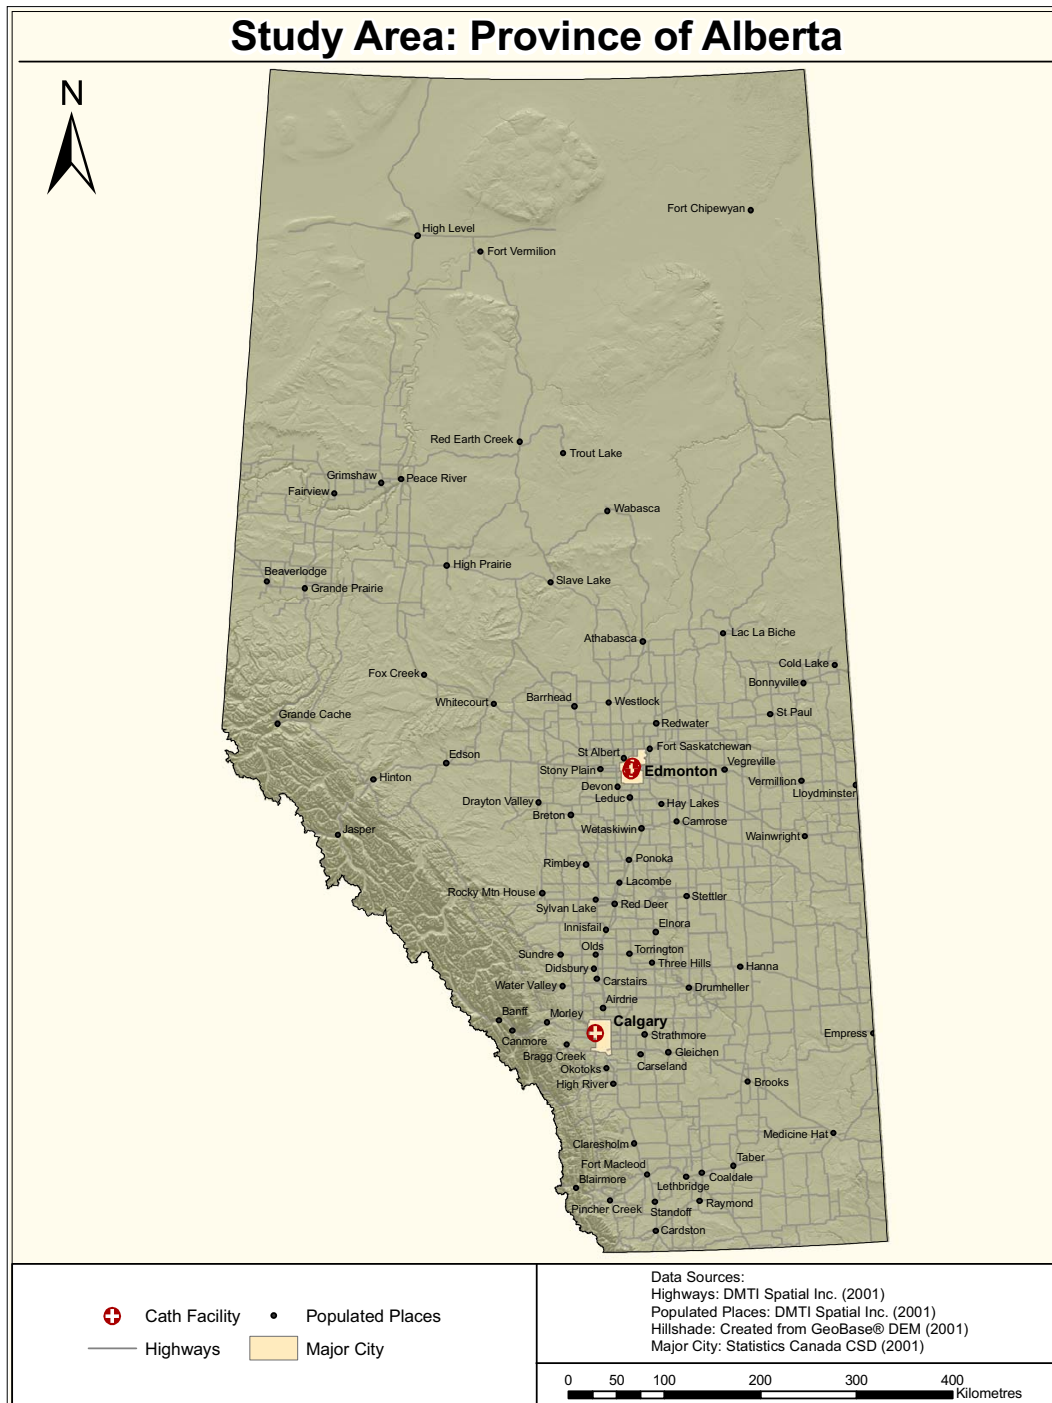 Study Area: Province of Alberta
N
Fort Chipewyan
High Level
Fort Vermilion
Red Earth Creek
Trout Lake
Grimshaw
Peace River
Fairview
Wabasca
High Prairie
Beaverlodge
Slave Lake
Grande Prairie
Lac La Biche
Athabasca
Cold Lake
Fox Creek
Bonnyville
Barrhead
Westlock
Whitecourt
St Paul
Grande Cache
Redwater
Fort Saskatchewan
St Albert
Edson
Vegreville
Stony Plain
Edmonton
Hinton
Vermillion
Devon
Lloydminster
Leduc
Drayton Valley
Hay Lakes
Breton
Camrose
Wetaskiwin
Jasper
Wainwright
Ponoka
Rimbey
Lacombe
Rocky Mtn House
Stettler
Sylvan Lake
Red Deer
Elnora
Innisfail
Olds
Torrington
Sundre
Three Hills
Didsbury
Hanna
Carstairs
Water Valley
Drumheller
Airdrie
Banff
Morley
Calgary
Empress
Strathmore
Canmore
Gleichen
Bragg Creek
Carseland
Okotoks
High River
Brooks
Medicine Hat
Claresholm
Taber
Fort Macleod
Coaldale
Blairmore
Lethbridge
Raymond
Pincher Creek
Standoff
Cardston
Cath Facility
Populated Places
Highways
Major City
Data Sources:
Highways: DMTI Spatial Inc. (2001)
Populated Places: DMTI Spatial Inc. (2001)
Hillshade: Created from GeoBase® DEM (2001)
Major City: Statistics Canada CSD (2001)
0 50 100 200 300 400
Kilometres